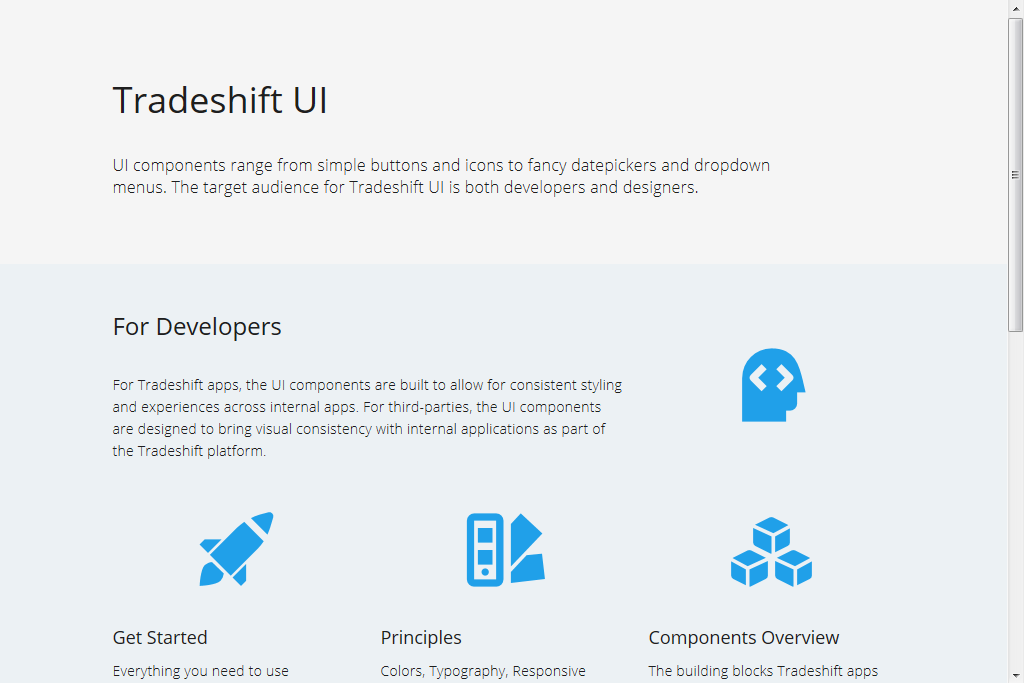 Tradeshift UI
UI components range from simple buttons and icons to fancy datepickers and dropdown
menus. The target audience for Tradeshift UI is both developers and designers.
For Developers
For Tradeshift apps, the UI components are built to allow for consistent styling
and experiences across internal apps. For third-parties, the UI components
are designed to bring visual consistency with internal applications as part of
the Tradeshift platform.
Get Started
Everything you need to use
Principles
Colors, Typography, Responsive
Components Overview
The building blocks Tradeshift apps